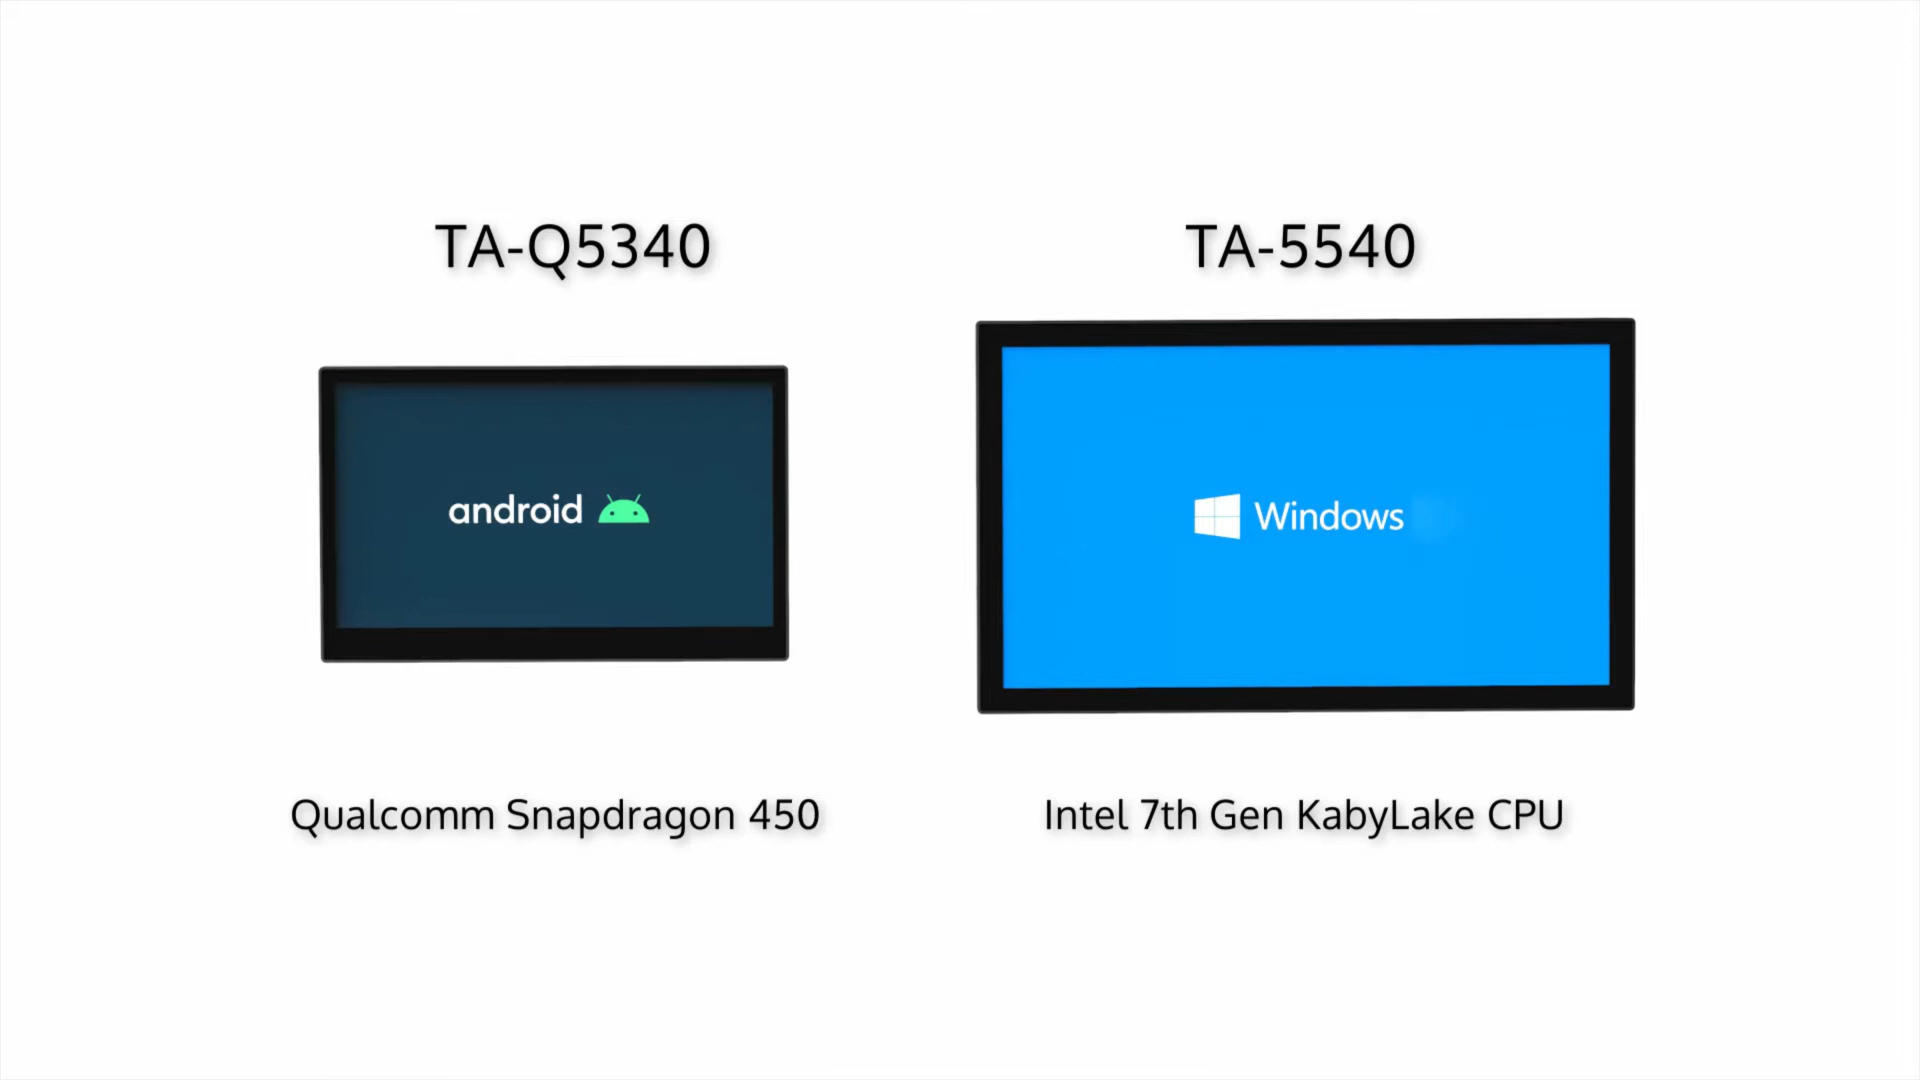 TA-Q5340
TA-5540
android
Windows
Qualcomm Snapdragon 450
Intel 7th Gen KabyLake CPU